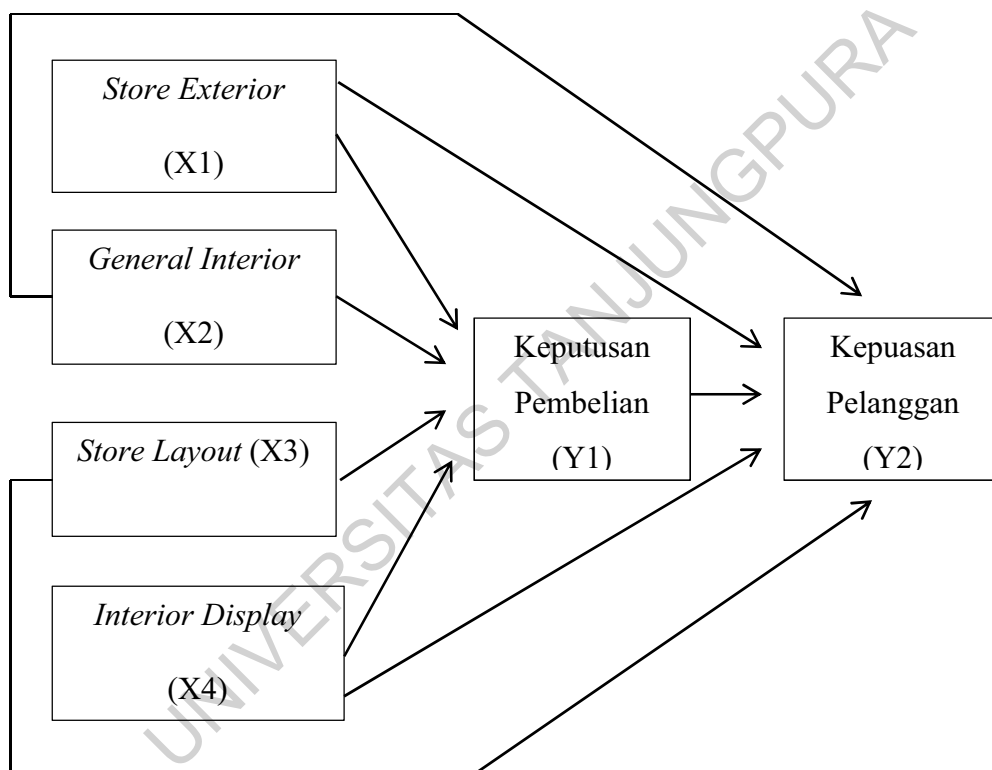 Store Exterior
(X1)
General Interior
(X2)
Store Layout (X3)
Interior Display
(X4)
Keputusan
Pembelian
(Y1)
Kepuasan
Pelanggan
(Y2)
UNIVERSITAS TANJUNGPURA